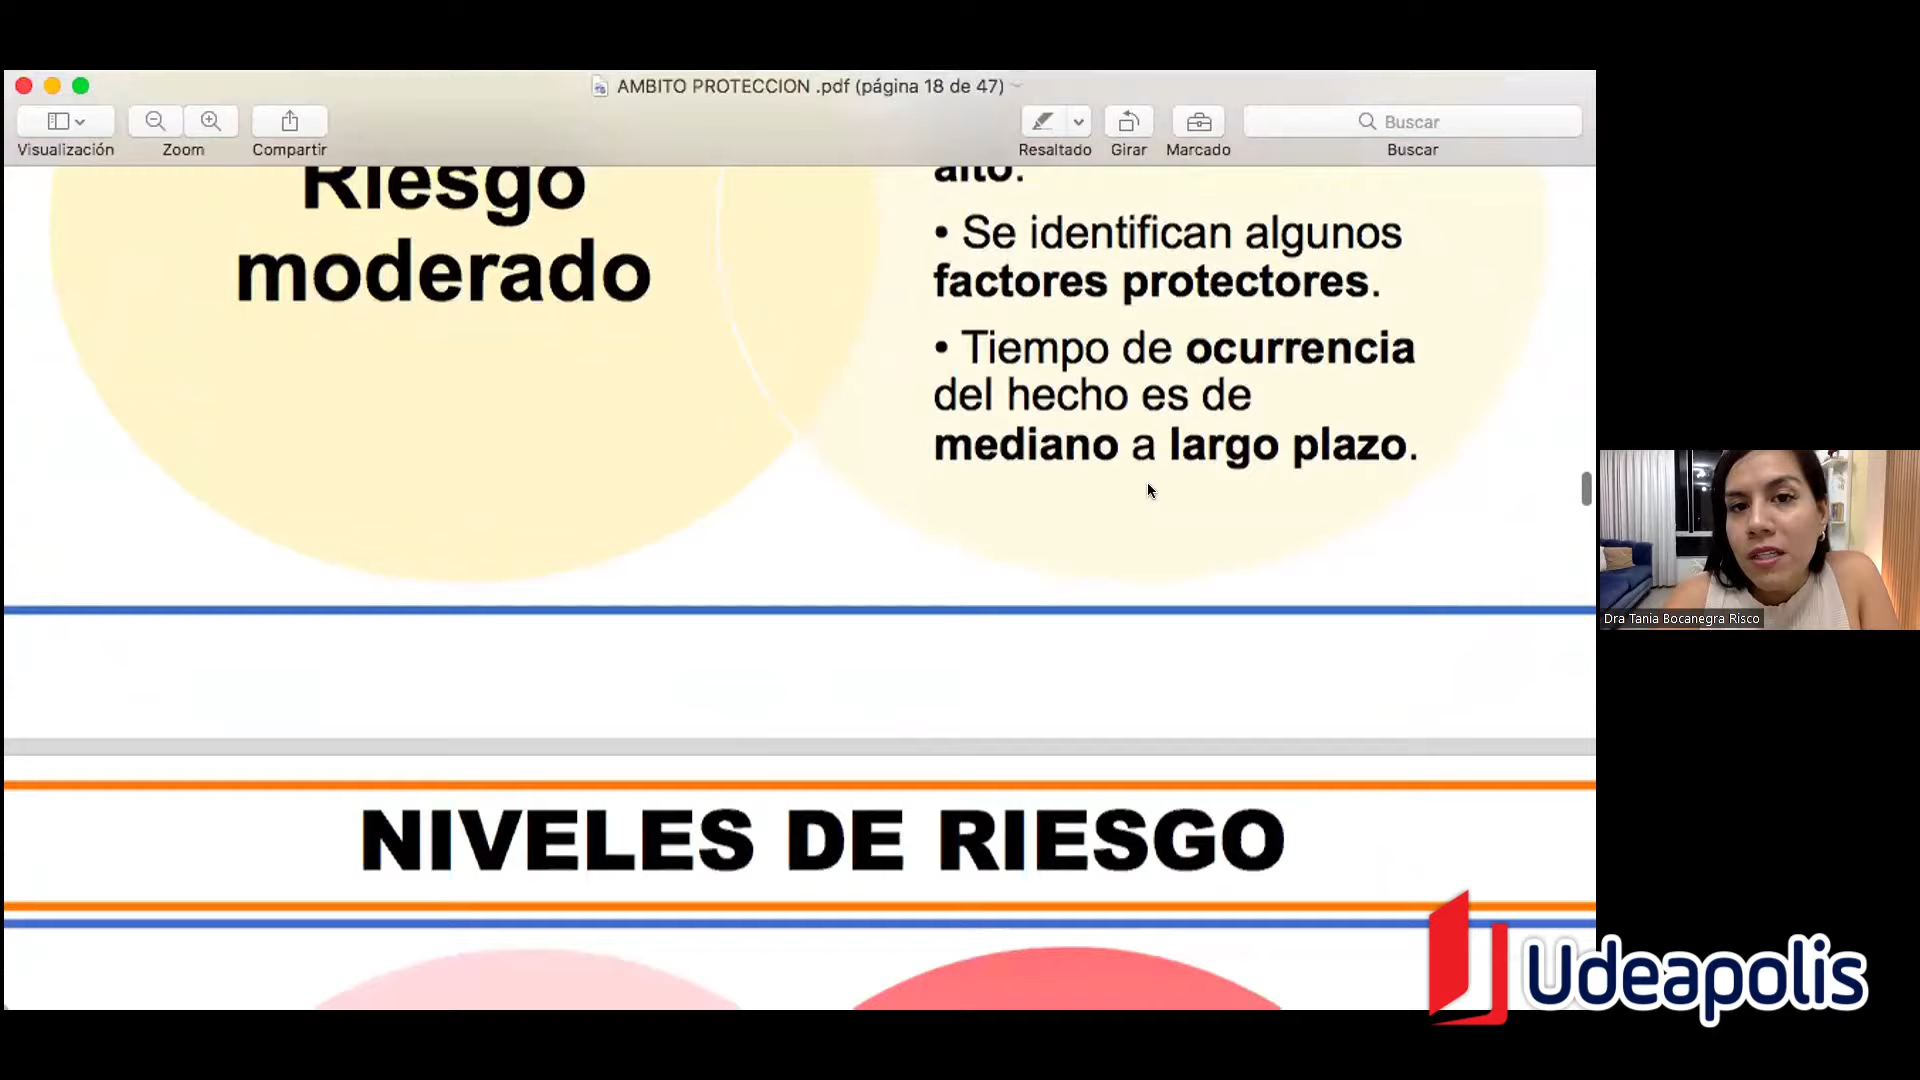 AMBITO PROTECCION .pdf (página 18 de 47)
Visualización
Zoom
Compartir
Resaltado
Girar
Marcado
Buscar
Buscar
Riesgo
moderado
alto.
• Se identifican algunos
factores protectores.
• Tiempo de ocurrencia
del hecho es de
mediano a largo plazo.
Dra Tania Bocanegra Risco
NIVELES DE RIESGO
Udeapolis